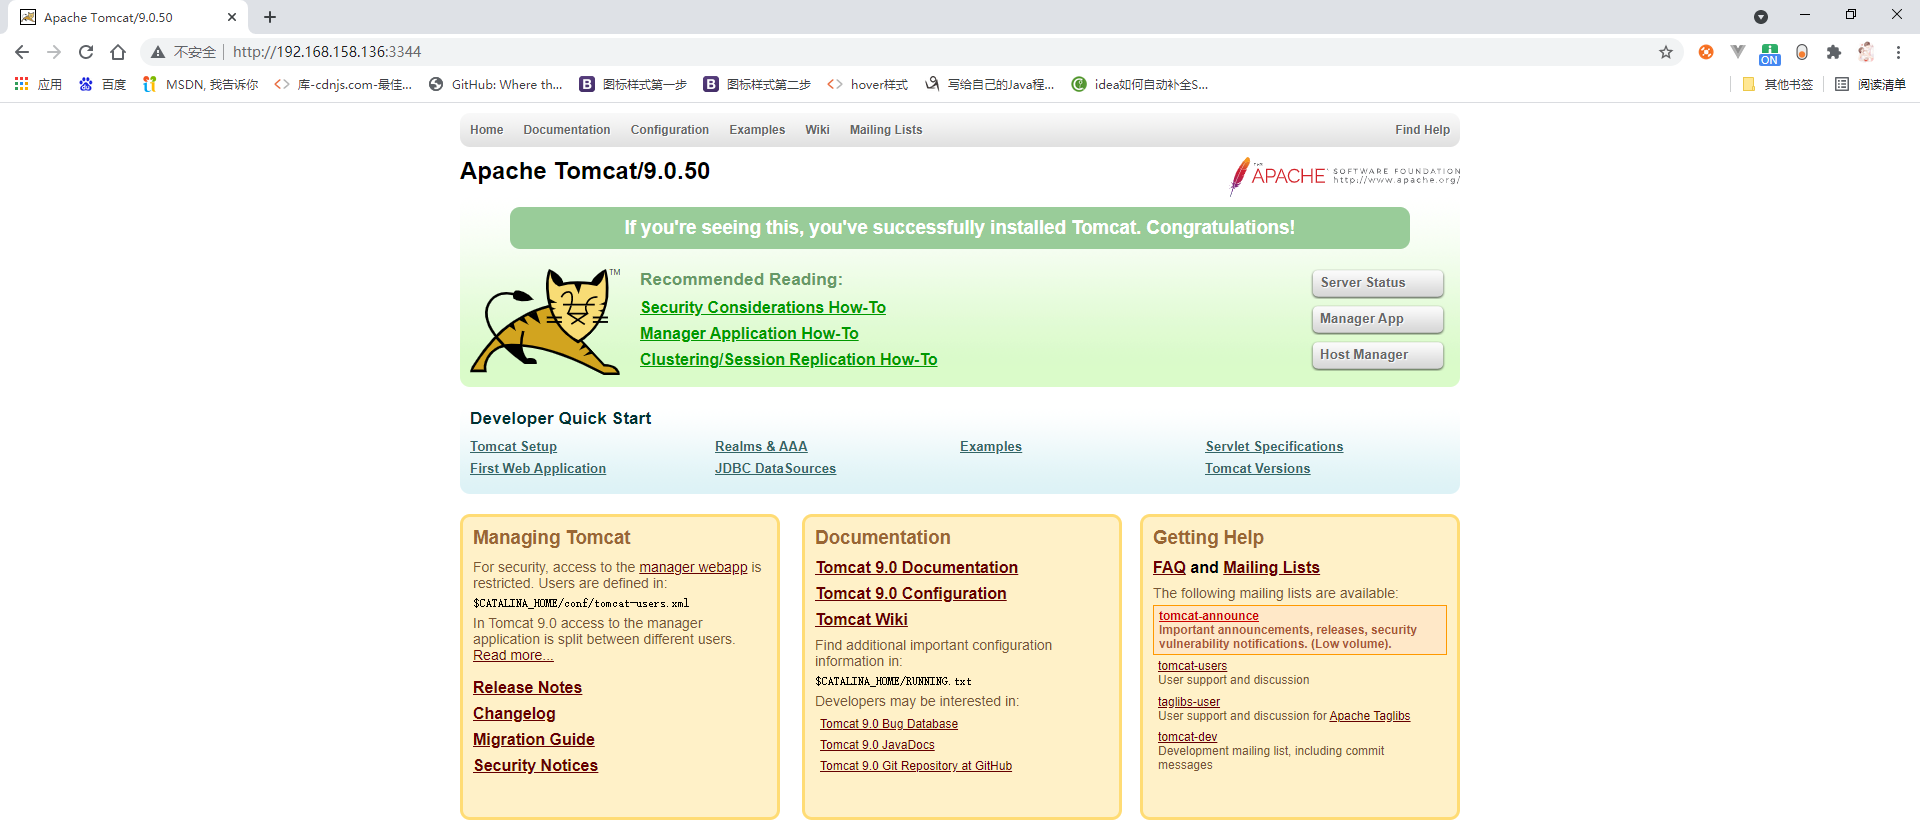 Apache Tomcat/9.0.50
不安全 http://192.168.158.136:3344
ON
应用 百度 MSDN, 我告诉你 库-cdnjs.com-最佳... GitHub: Where th... 图标样式第一步 图标样式第二步 hover样式 写给自己的Java程... idea如何自动补全S... 其他书签 阅读清单
Home Documentation Configuration Examples Wiki Mailing Lists Find Help
Apache Tomcat/9.0.50
THE APACHE SOFTWARE FOUNDATION
http://www.apache.org/
If you're seeing this, you've successfully installed Tomcat. Congratulations!
TM
Recommended Reading:
Security Considerations How-To
Manager Application How-To
Clustering/Session Replication How-To
Server Status
Manager App
Host Manager
Developer Quick Start
Tomcat Setup
First Web Application
Realms & AAA
JDBC DataSources
Examples
Servlet Specifications
Tomcat Versions
Managing Tomcat
For security, access to the manager webapp is
restricted. Users are defined in:
$CATALINA_HOME/conf/tomcat-users.xml
In Tomcat 9.0 access to the manager
application is split between different users.
Read more...
Release Notes
Changelog
Migration Guide
Security Notices
Documentation
Tomcat 9.0 Documentation
Tomcat 9.0 Configuration
Tomcat Wiki
Find additional important configuration
information in:
$CATALINA_HOME/RUNNING.txt
Developers may be interested in:
Tomcat 9.0 Bug Database
Tomcat 9.0 JavaDocs
Tomcat 9.0 Git Repository at GitHub
Getting Help
FAQ and Mailing Lists
The following mailing lists are available:
tomcat-announce
Important announcements, releases, security
vulnerability notifications. (Low volume).
tomcat-users
User support and discussion
taglibs-user
User support and discussion for Apache Taglibs
tomcat-dev
Development mailing list, including commit
messages